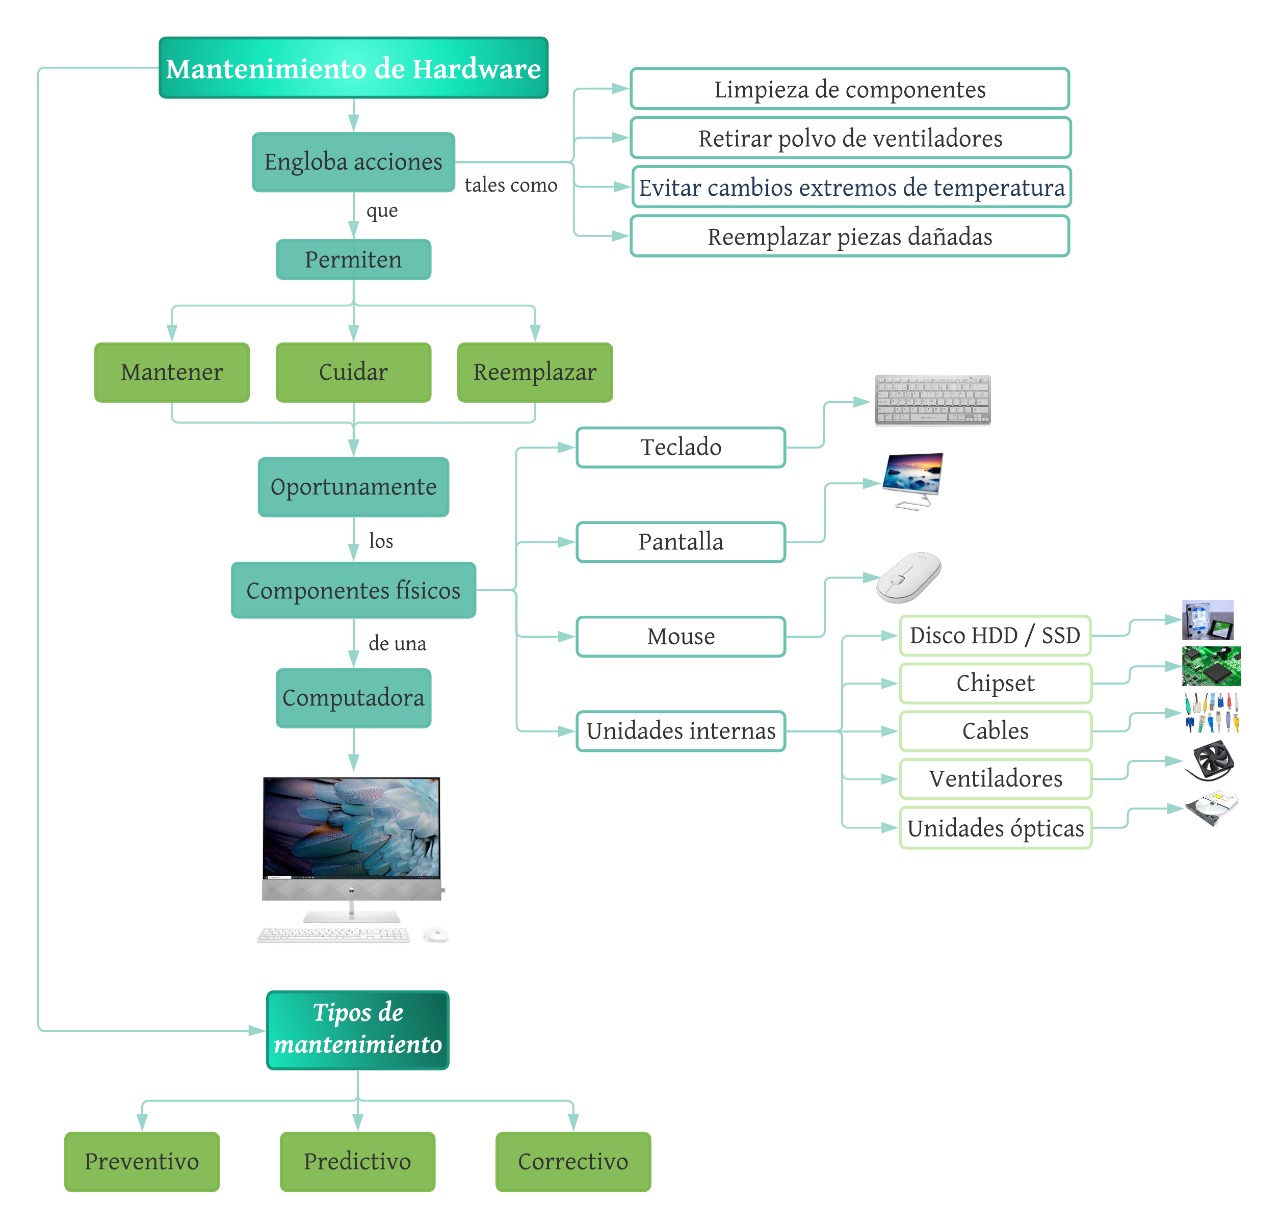 Mantenimiento de Hardware
Limpieza de componentes
Retirar polvo de ventiladores
Engloba acciones
tales como
Evitar cambios extremos de temperatura
que
Reemplazar piezas dañadas
Permiten
Mantener
Cuidar
Reemplazar
Teclado
Oportunamente
los
Pantalla
Componentes físicos
de una
Mouse
Disco HDD / SSD
Computadora
Chipset
Unidades internas
Cables
Ventiladores
Unidades ópticas
Tipos de
mantenimiento
Preventivo
Predictivo
Correctivo